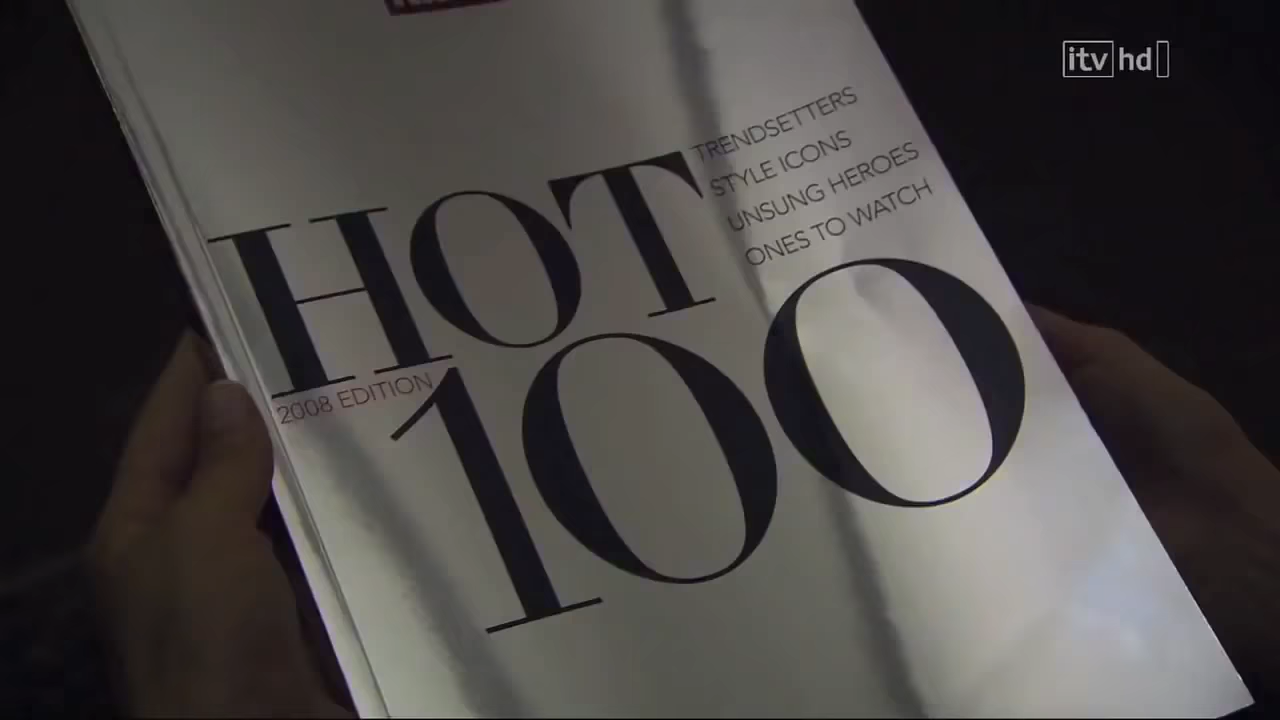 itv hd
TRENDSETTERS
STYLE ICONS
UNSUNG HEROES
ONES TO WATCH
HOT
2008 EDITION
100